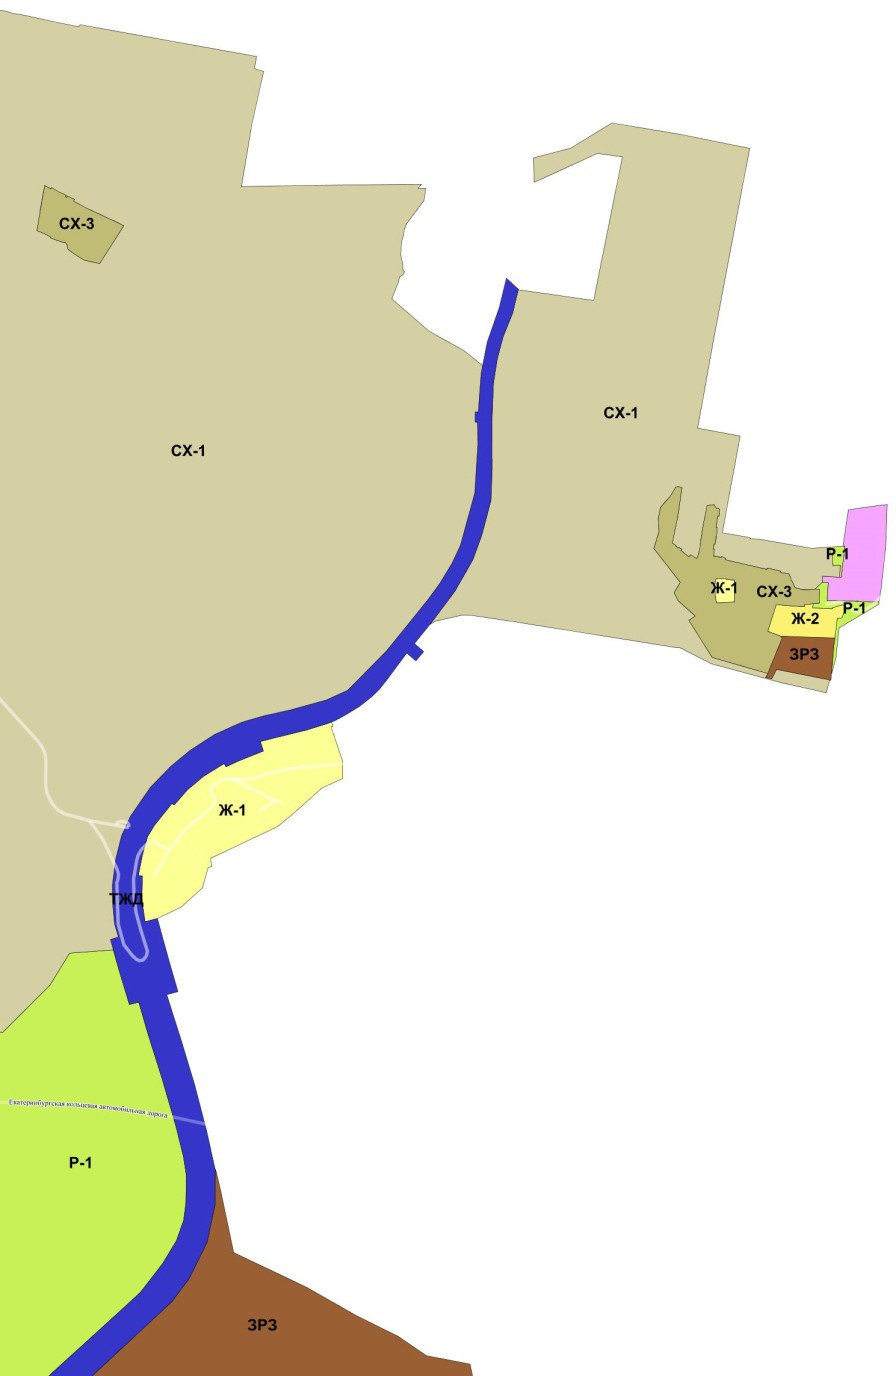 СХ-3
СХ-1
СХ-1
Р-1
Ж-1
СХ-3
Р-1
Ж-2
ЗРЗ
Ж-1
ТЖД
Екатеринбургская кольцевая автомобильная дорога
Р-1
ЗРЗ